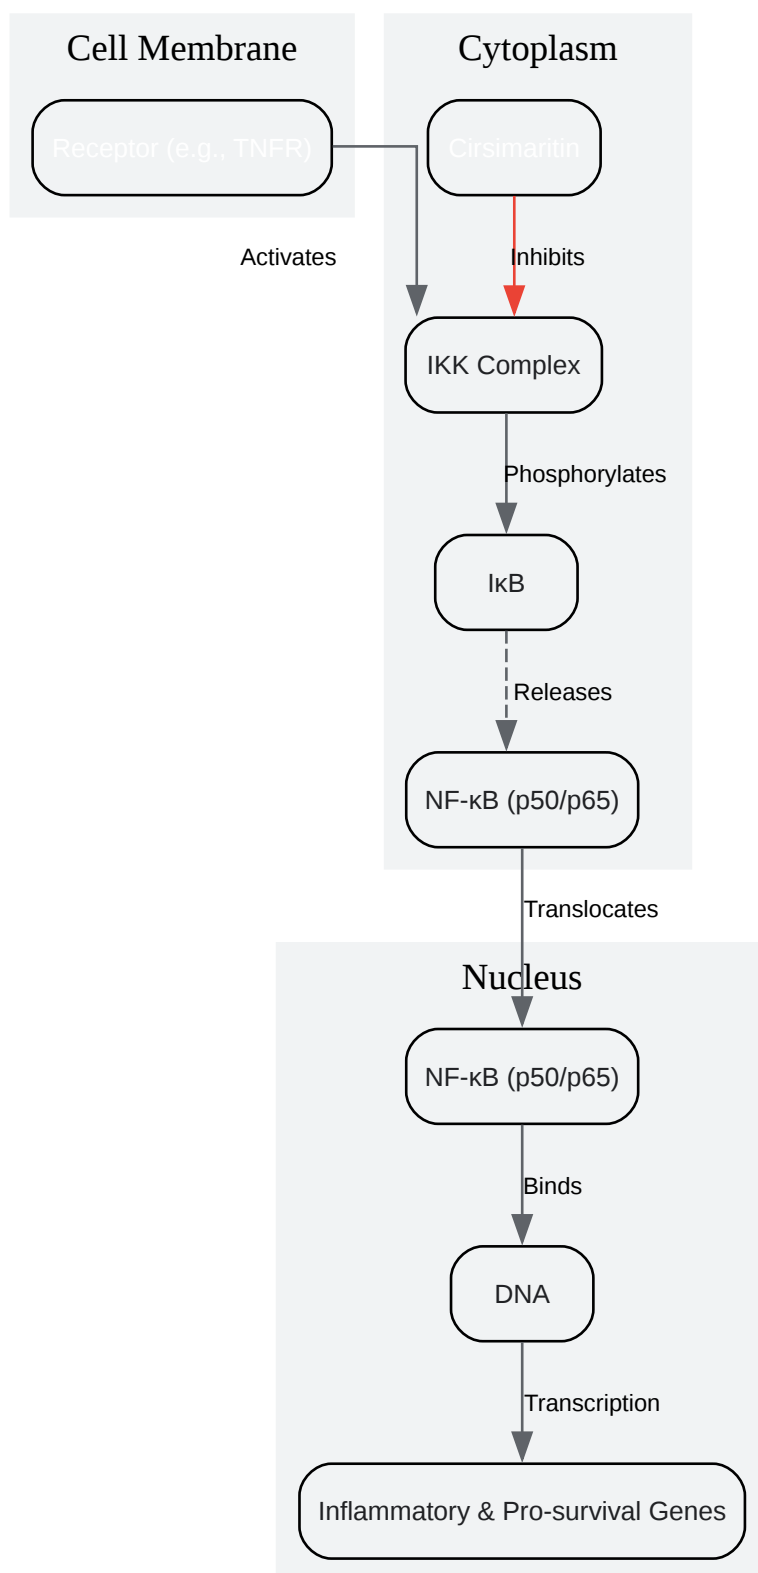 Cell Membrane
Cytoplasm
Receptor (e.g., TNFR)
Cirsimaritin
Activates
Inhibits
IKK Complex
Phosphorylates
IκB
Releases
NF-κB (p50/p65)
Translocates
Nucleus
NF-κB (p50/p65)
Binds
DNA
Transcription
Inflammatory & Pro-survival Genes